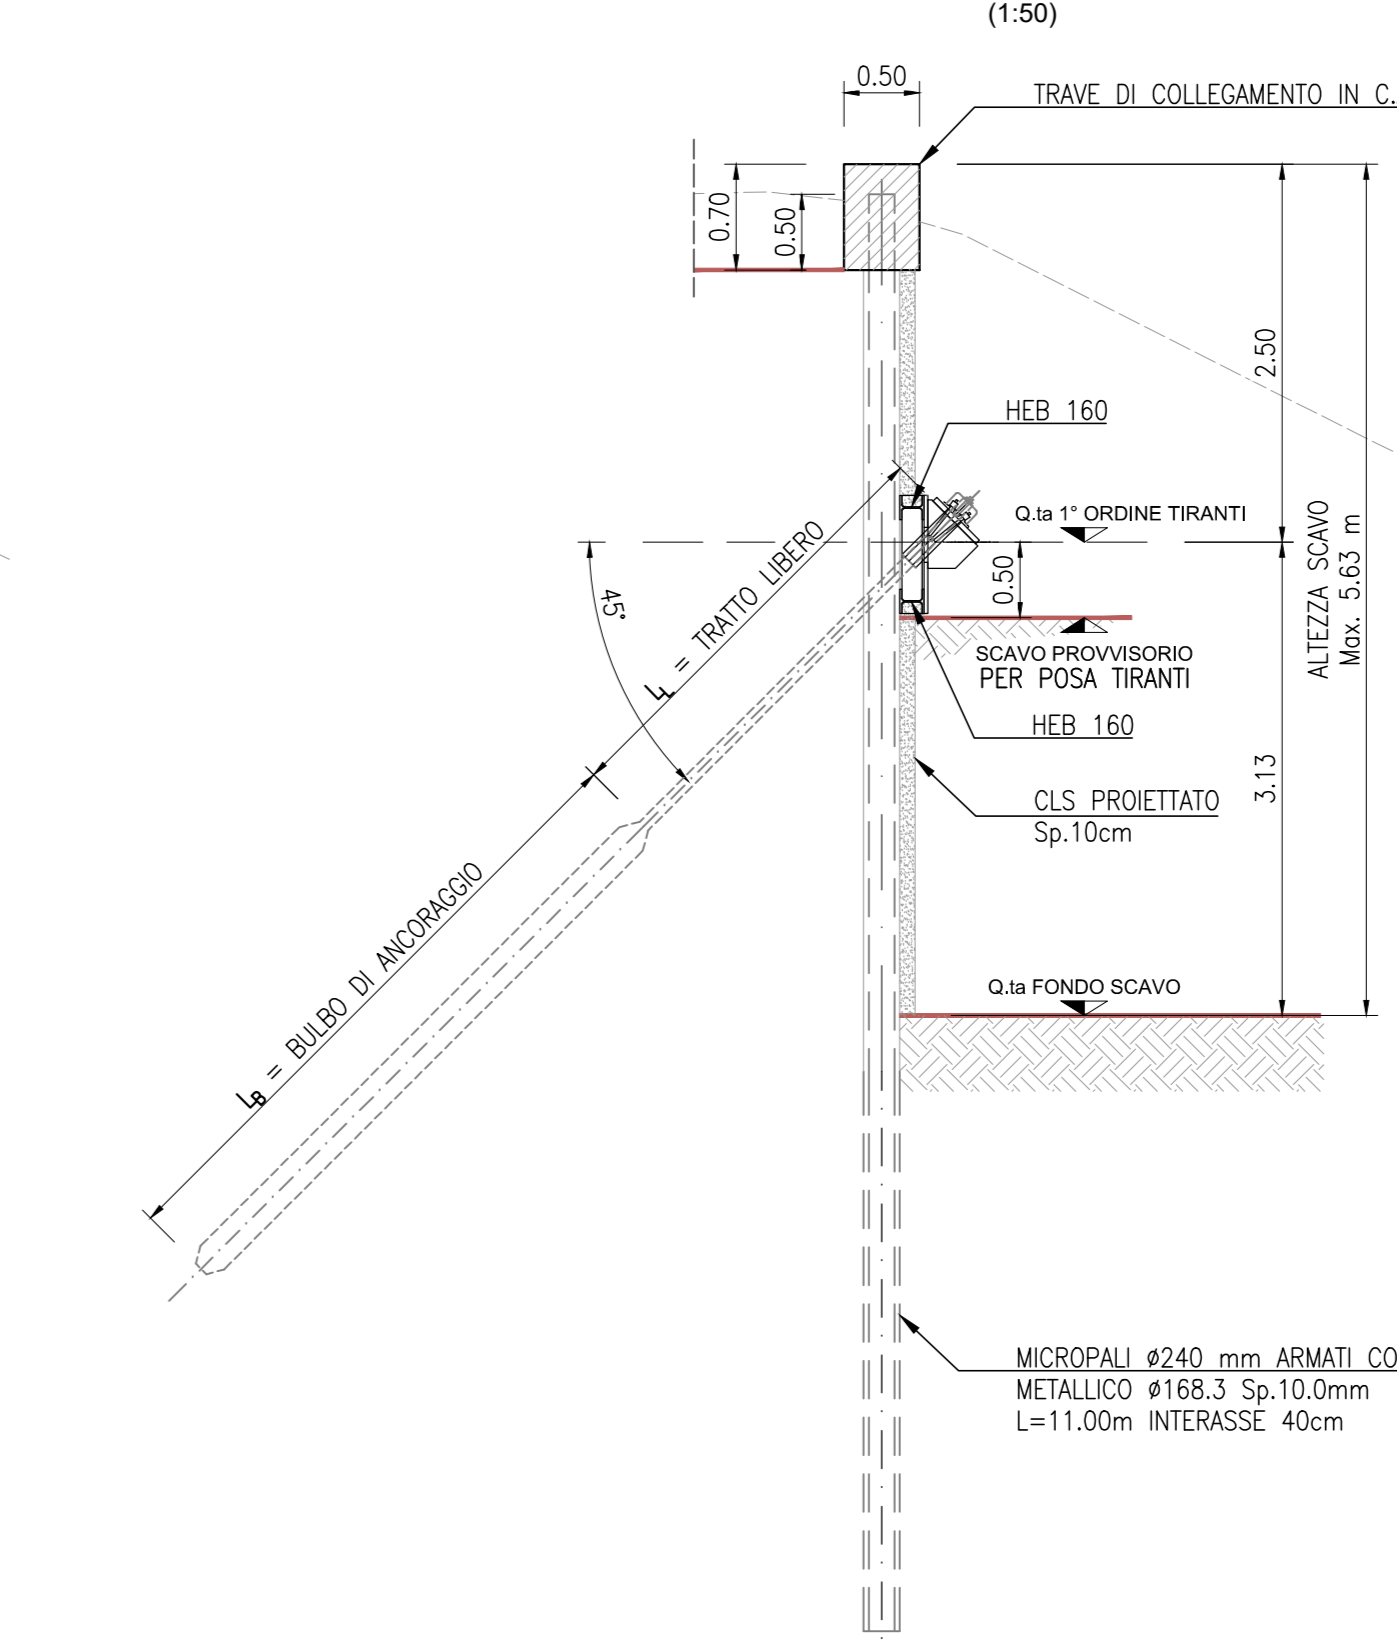 (1:50)
0.50
TRAVE DI COLLEGAMENTO IN C.
0.70
0.50
2.50
HEB 160
Q.ta 1° ORDINE TIRANTI
ALTEZZA SCAVO
Max. 5.63 m
0.50
45°
LL = TRATTO LIBERO
SCAVO PROVVISORIO
PER POSA TIRANTI
HEB 160
3.13
CLS PROIETTATO
Sp.10cm
LB = BULBO DI ANCORAGGIO
Q.ta FONDO SCAVO
MICROPALI ø240 mm ARMATI CO
METALLICO ø168.3 Sp.10.0mm
L=11.00m INTERASSE 40cm